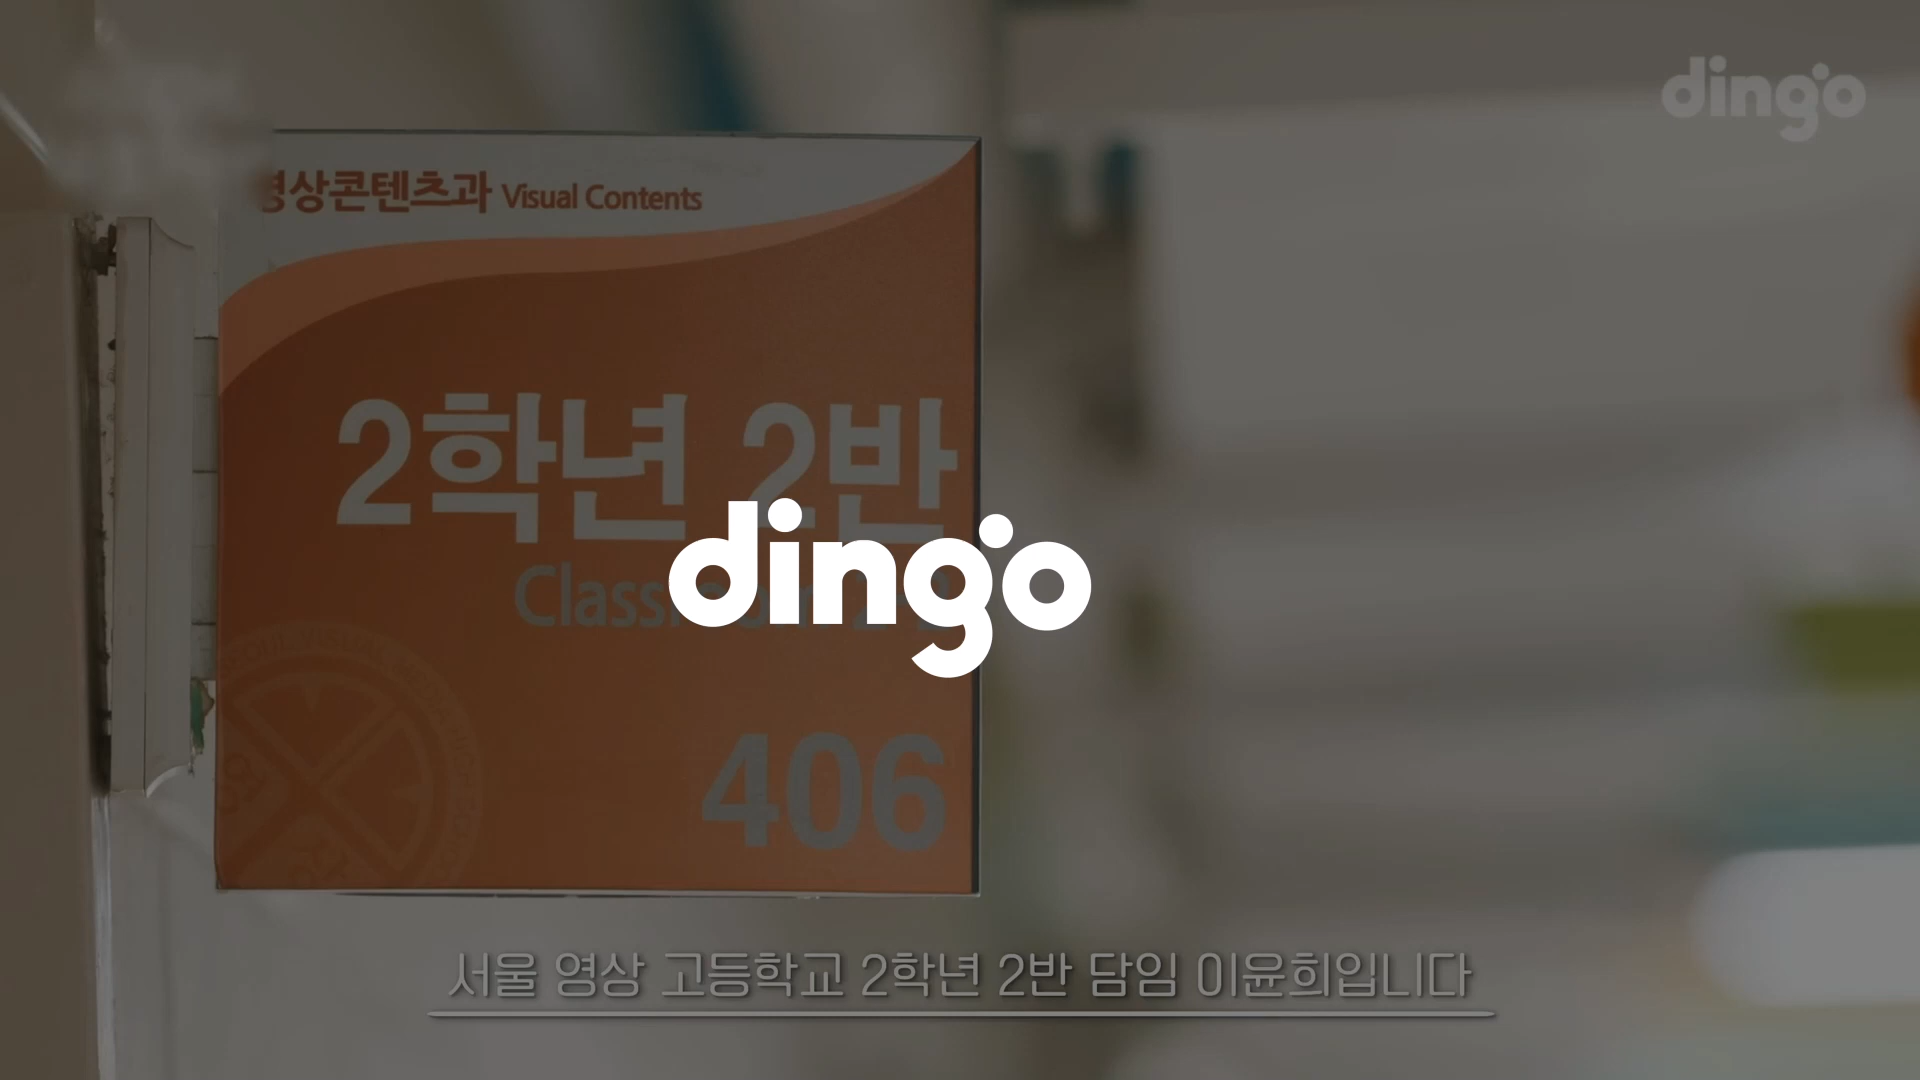 dingo
영상콘텐츠과 Visual Contents
2학년 2반
dingo
406
서울 영상 고등학교 2학년 2반 담임 이윤희입니다